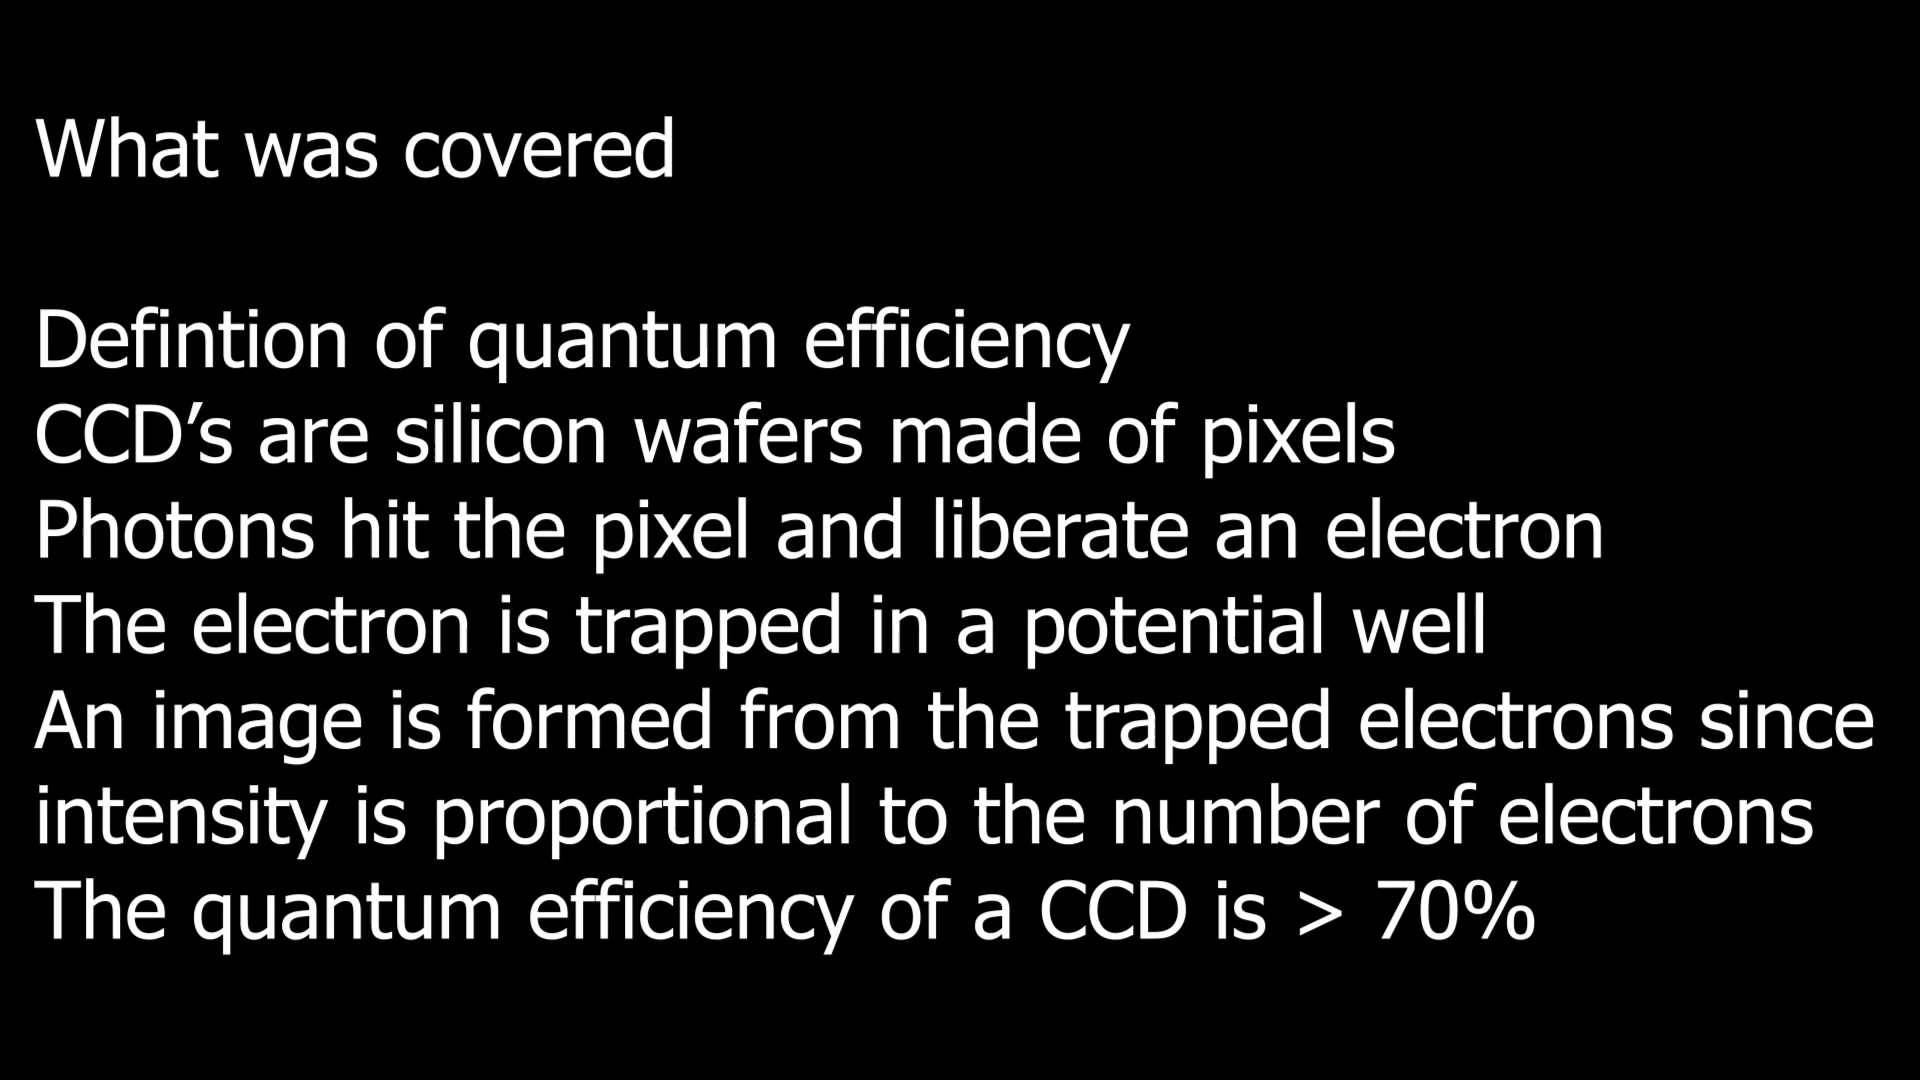 What was covered
Defintion of quantum efficiency
CCD’s are silicon wafers made of pixels
Photons hit the pixel and liberate an electron
The electron is trapped in a potential well
An image is formed from the trapped electrons since
intensity is proportional to the number of electrons
The quantum efficiency of a CCD is > 70%